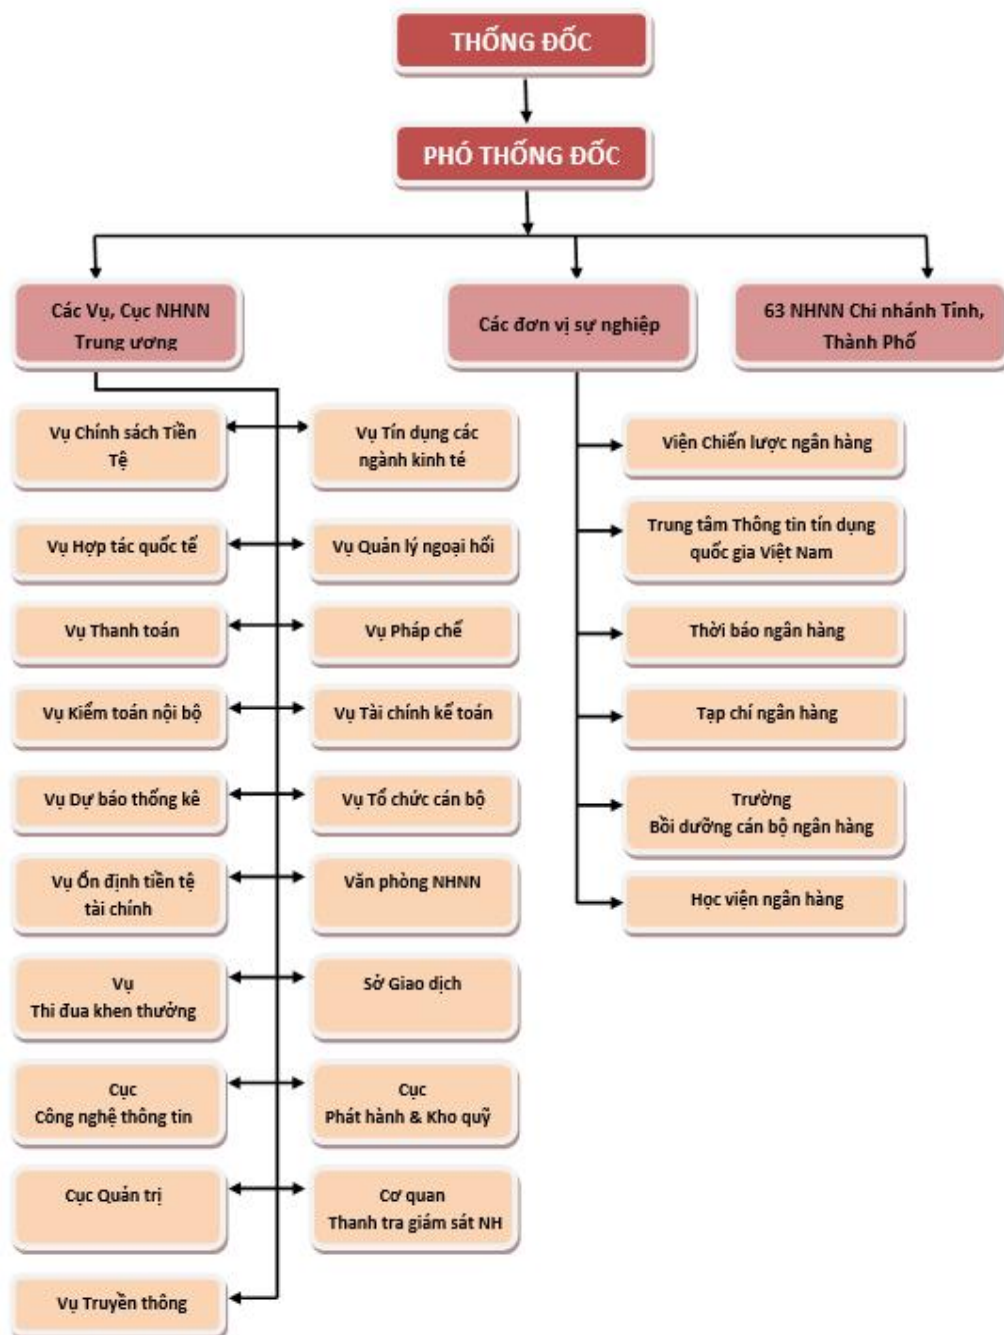 THỐNG ĐỐC
PHÓ THỐNG ĐỐC
Các Vụ, Cục NHNN
Trung ương
Các đơn vị sự nghiệp
63 NHNN Chi nhánh Tỉnh,
Thành Phố
Vụ Chính sách Tiền
Tệ
Vụ Tín dụng các
ngành kinh té
Vụ Hợp tác quốc tế
Vụ Quản lý ngoại hối
Vụ Thanh toán
Vụ Pháp chế
Vụ Kiểm toán nội bộ
Vụ Tài chính kế toán
Vụ Dự báo thống kê
Vụ Tổ chức cán bộ
Vụ Ổn định tiền tệ
tài chính
Văn phòng NHNN
Vụ
Thi đua khen thưởng
Sở Giao dịch
Cục
Công nghệ thông tin
Cục
Phát hành & Kho quỹ
Cục Quản trị
Cơ quan
Thanh tra giám sát NH
Vụ Truyền thông
Viện Chiến lược ngân hàng
Trung tâm Thông tin tín dụng
quốc gia Việt Nam
Thời báo ngân hàng
Tạp chí ngân hàng
Trường
Bồi dưỡng cán bộ ngân hàng
Học viện ngân hàng